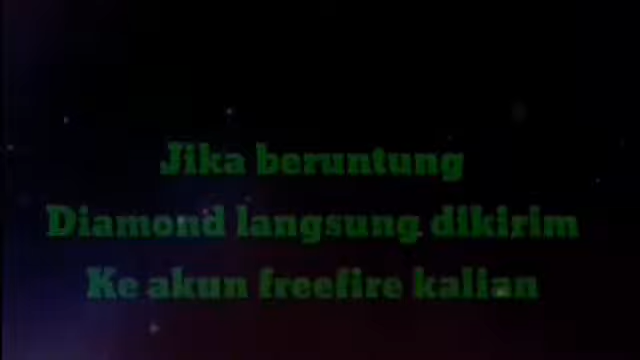 Jika beruntung
Diamond langsung dikirim
Ke akun freefire kalian